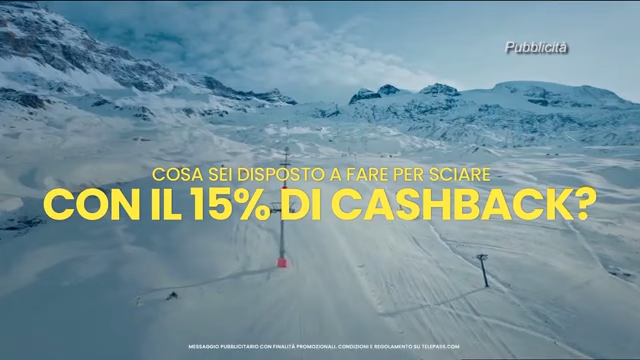 Pubblicità
COSA SEI DISPOSTO A FARE PER SCIARE
CON IL 15% DI CASHBACK?
MESSAGGIO PUBBLICITARIO CON FINALITÀ PROMOZIONALI. CONDIZIONI E REGOLAMENTO SU TELEPASS.COM